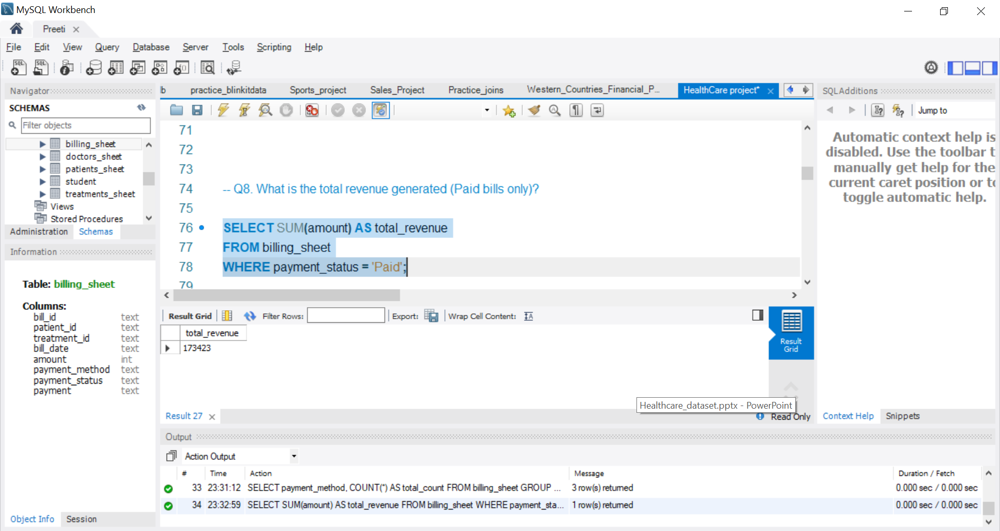 MySQL Workbench
Preeti
File Edit View Query Database Server Tools Scripting Help
Navigator
SCHEMAS
Filter objects
billing_sheet
doctors_sheet
patients_sheet
student
treatments_sheet
Views
Stored Procedures
Administration Schemas
Information
Table: billing_sheet
Columns:
bill_id text
patient_id text
treatment_id text
bill_date text
amount int
payment_method text
payment_status text
payment text
Object Info Session
lb practice_blinkitdata Sports_project Sales_Project Practice_joins Western_Countries_Financial_P... HealthCare project*
71
72
73
74 -- Q8. What is the total revenue generated (Paid bills only)?
75
76 SELECT SUM(amount) AS total_revenue
77 FROM billing_sheet
78 WHERE payment_status = 'Paid';
79
Result Grid Filter Rows: Export: Wrap Cell Content:
total_revenue
173423
Result Grid
Healthcare_dataset.pptx - PowerPoint
Result 27
Read Only
SQLAdditions
Jump to
Automatic context help is
disabled. Use the toolbar t
manually get help for the
current caret position or to
toggle automatic help.
Context Help Snippets
Output
Action Output
# Time Action Message Duration / Fetch
33 23:31:12 SELECT payment_method, COUNT(*) AS total_count FROM billing_sheet GROUP ... 3 row(s) returned 0.000 sec / 0.000 sec
34 23:32:59 SELECT SUM(amount) AS total_revenue FROM billing_sheet WHERE payment_sta... 1 row(s) returned 0.000 sec / 0.000 sec